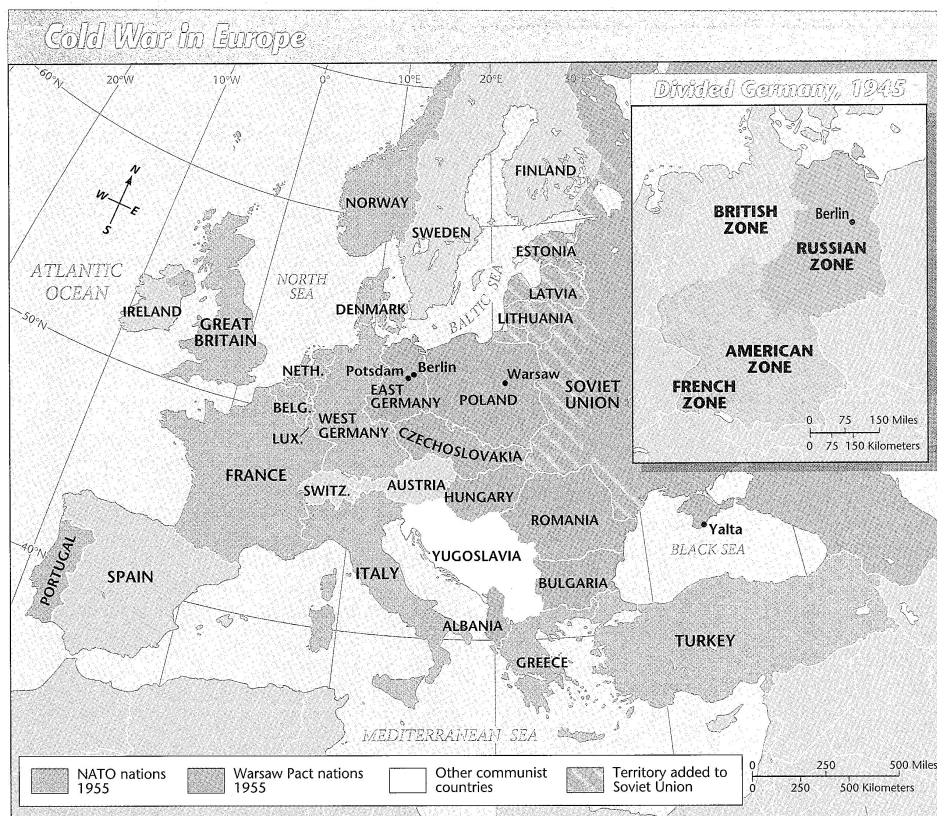 Cold War in Europe
60°N
20°W
10°W
0°
10°E
20°E
30°E
Divided Germany, 1945
N
W
E
S
FINLAND
NORWAY
SWEDEN
BRITISH
ZONE
Berlin
RUSSIAN
ZONE
ESTONIA
ATLANTIC
OCEAN
NORTH
SEA
BALTIC SEA
LATVIA
IRELAND
DENMARK
LITHUANIA
50°N
GREAT
BRITAIN
AMERICAN
ZONE
NETH.
Potsdam
Berlin
Warsaw
EAST
GERMANY
POLAND
SOVIET
UNION
FRENCH
ZONE
BELG.
WEST
GERMANY
0 75 150 Miles
0 75 150 Kilometers
LUX.
CZECHOSLOVAKIA
FRANCE
SWITZ.
AUSTRIA
HUNGARY
ROMANIA
Yalta
BLACK SEA
40°N
PORTUGAL
SPAIN
YUGOSLAVIA
ITALY
BULGARIA
ALBANIA
TURKEY
GREECE
MEDITERRANEAN SEA
NATO nations
1955
Warsaw Pact nations
1955
Other communist
countries
Territory added to
Soviet Union
0 250 500 Miles
0 250 500 Kilometers